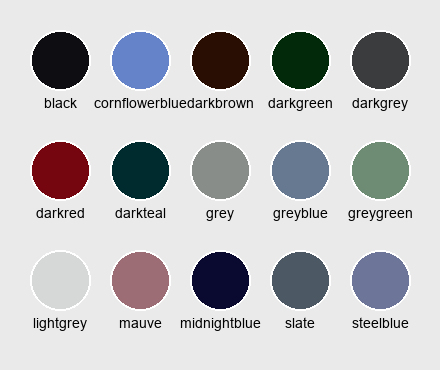 black cornflowerblue darkbrown darkgreen darkgrey
darkred darkteal grey greyblue greygreen
lightgrey mauve midnightblue slate steelblue